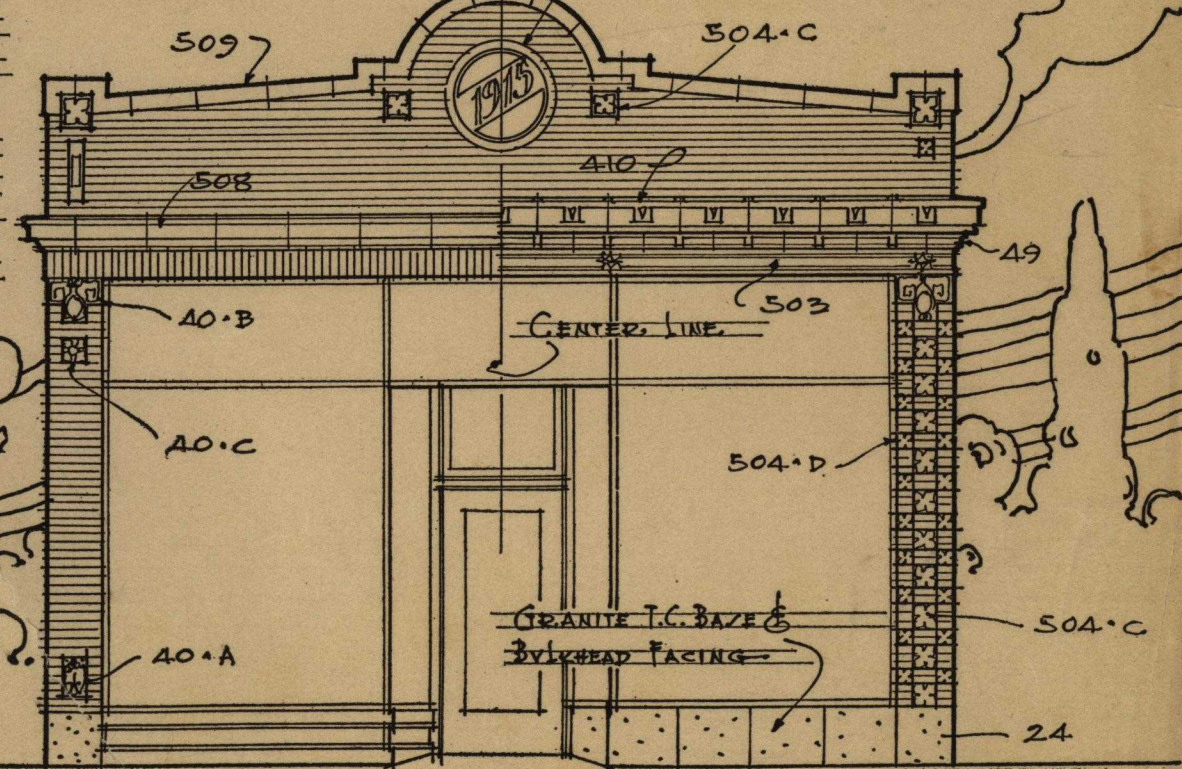 509
504·C
1915
410
508
49
503
40·B
CENTER LINE
40·C
504·D
GRANITE T.C. BASE &
BULKHEAD FACING
504·C
40·A
24